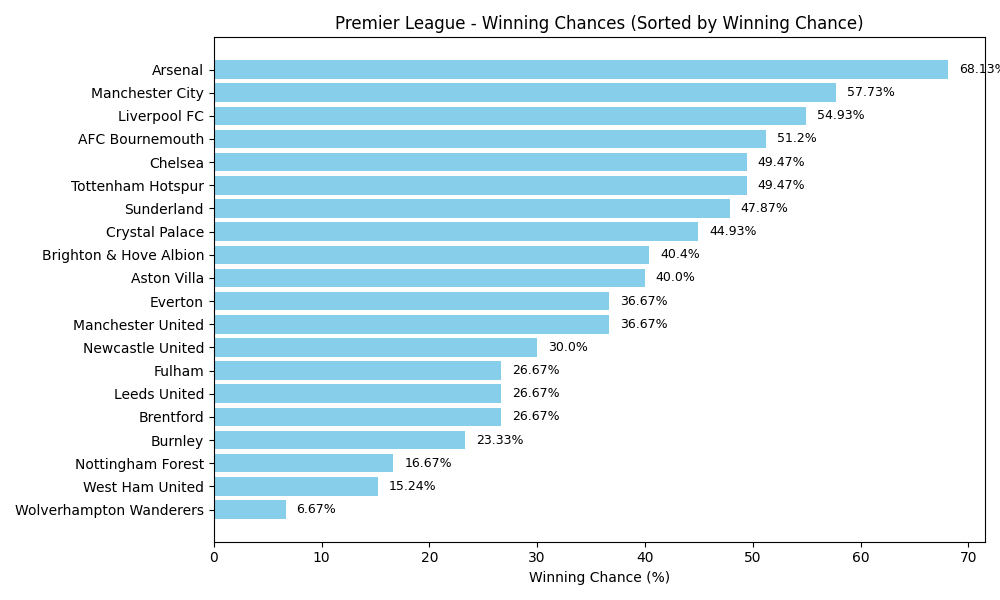 Premier League - Winning Chances (Sorted by Winning Chance)
Arsenal 68.13%
Manchester City 57.73%
Liverpool FC 54.93%
AFC Bournemouth 51.2%
Chelsea 49.47%
Tottenham Hotspur 49.47%
Sunderland 47.87%
Crystal Palace 44.93%
Brighton & Hove Albion 40.4%
Aston Villa 40.0%
Everton 36.67%
Manchester United 36.67%
Newcastle United 30.0%
Fulham 26.67%
Leeds United 26.67%
Brentford 26.67%
Burnley 23.33%
Nottingham Forest 16.67%
West Ham United 15.24%
Wolverhampton Wanderers 6.67%
0 10 20 30 40 50 60 70
Winning Chance (%)